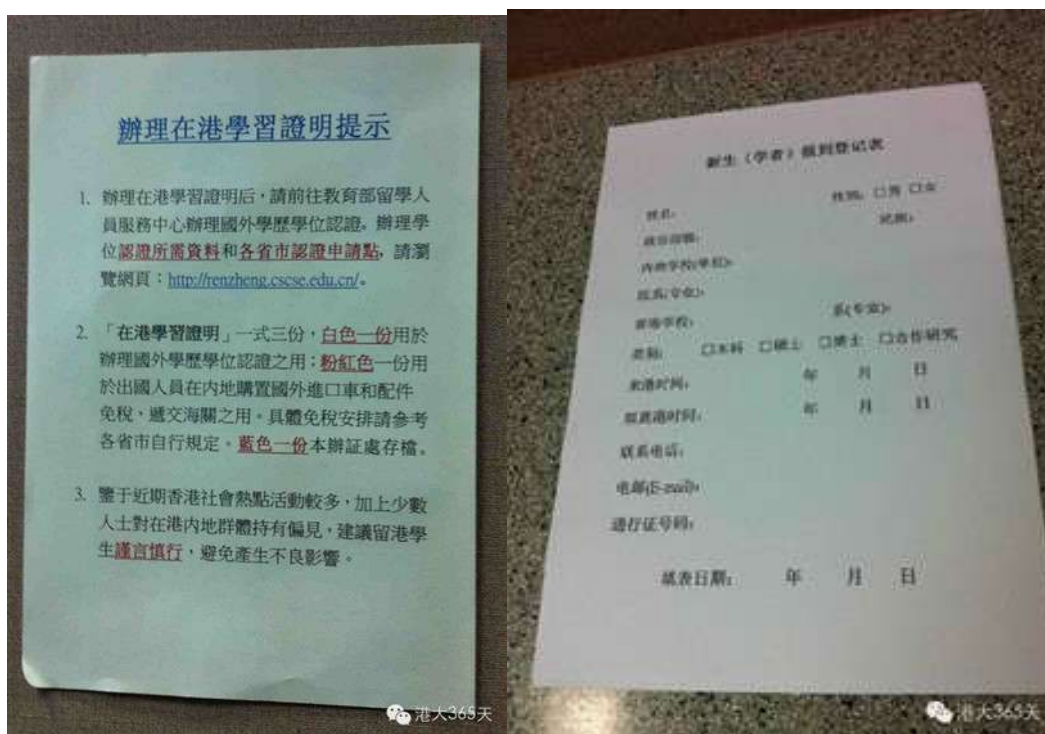 辦理在港學習證明提示
1. 辦理在港學習證明后，請前往教育部留學人
員服務中心辦理國外學歷學位認證。辦理學
位認證所需資料和各省市認證申請點，請瀏
覽網頁：http://renzheng.cscse.edu.cn/。
2. 「在港學習證明」一式三份，白色一份用於
辦理國外學歷學位認證之用；粉紅色一份用
於出國人員在內地購置國外進口車和配件
免稅，遞交海關之用。具體免稅安排請參考
各省市自行規定。藍色一份本辦証處存檔。
3. 鑒于近期香港社會熱點活動較多，加上少數
人士對在港內地群體持有偏見，建議留港學
生謹言慎行，避免產生不良影響。
港大365天
新生（学者）报到登记表
姓名： 性别：□男 □女
政治面貌： 民族：
内地学校(单位)：
院系(专业)：
香港学校： 系(专业)：
类别： □本科 □硕士 □博士 □合作研究
来港时间： 年 月 日
年 月 日
联系电话：
电邮(E-mail)：
通行证号码：
填表日期： 年 月 日
港大365天